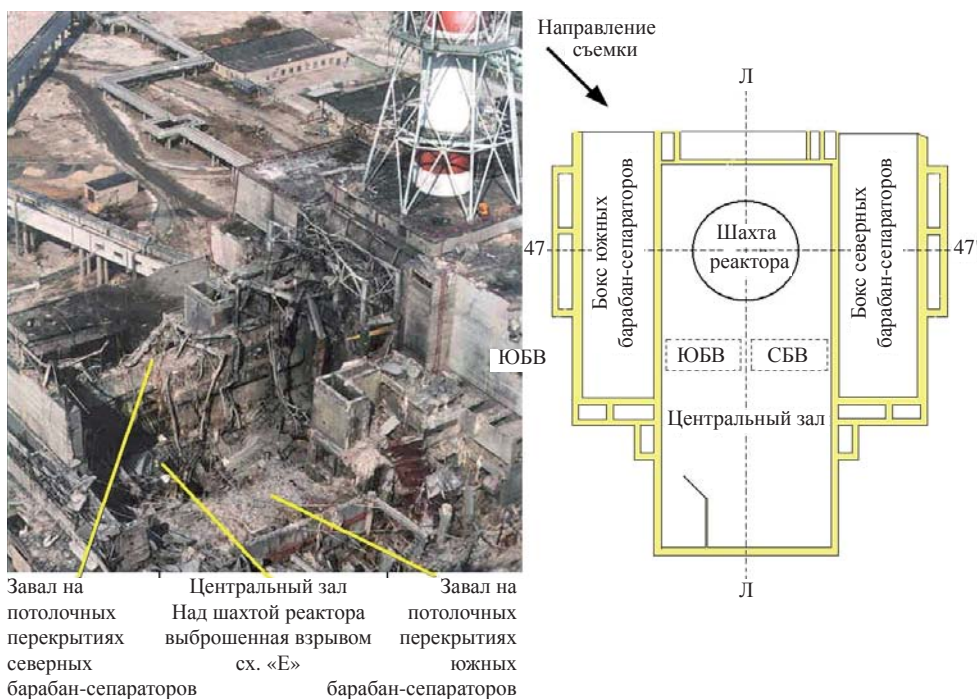 Направление
съемки
Л
Бокс южных
барабан-сепараторов
Шахта
реактора
Бокс северных
барабан-сепараторов
47
47
ЮБВ
ЮБВ
СБВ
Центральный зал
Л
Завал на
потолочных
перекрытиях
северных
барабан-сепараторов
Центральный зал
Над шахтой реактора
выброшенная взрывом
сх. «Е»
Завал на
потолочных
перекрытиях
южных
барабан-сепараторов